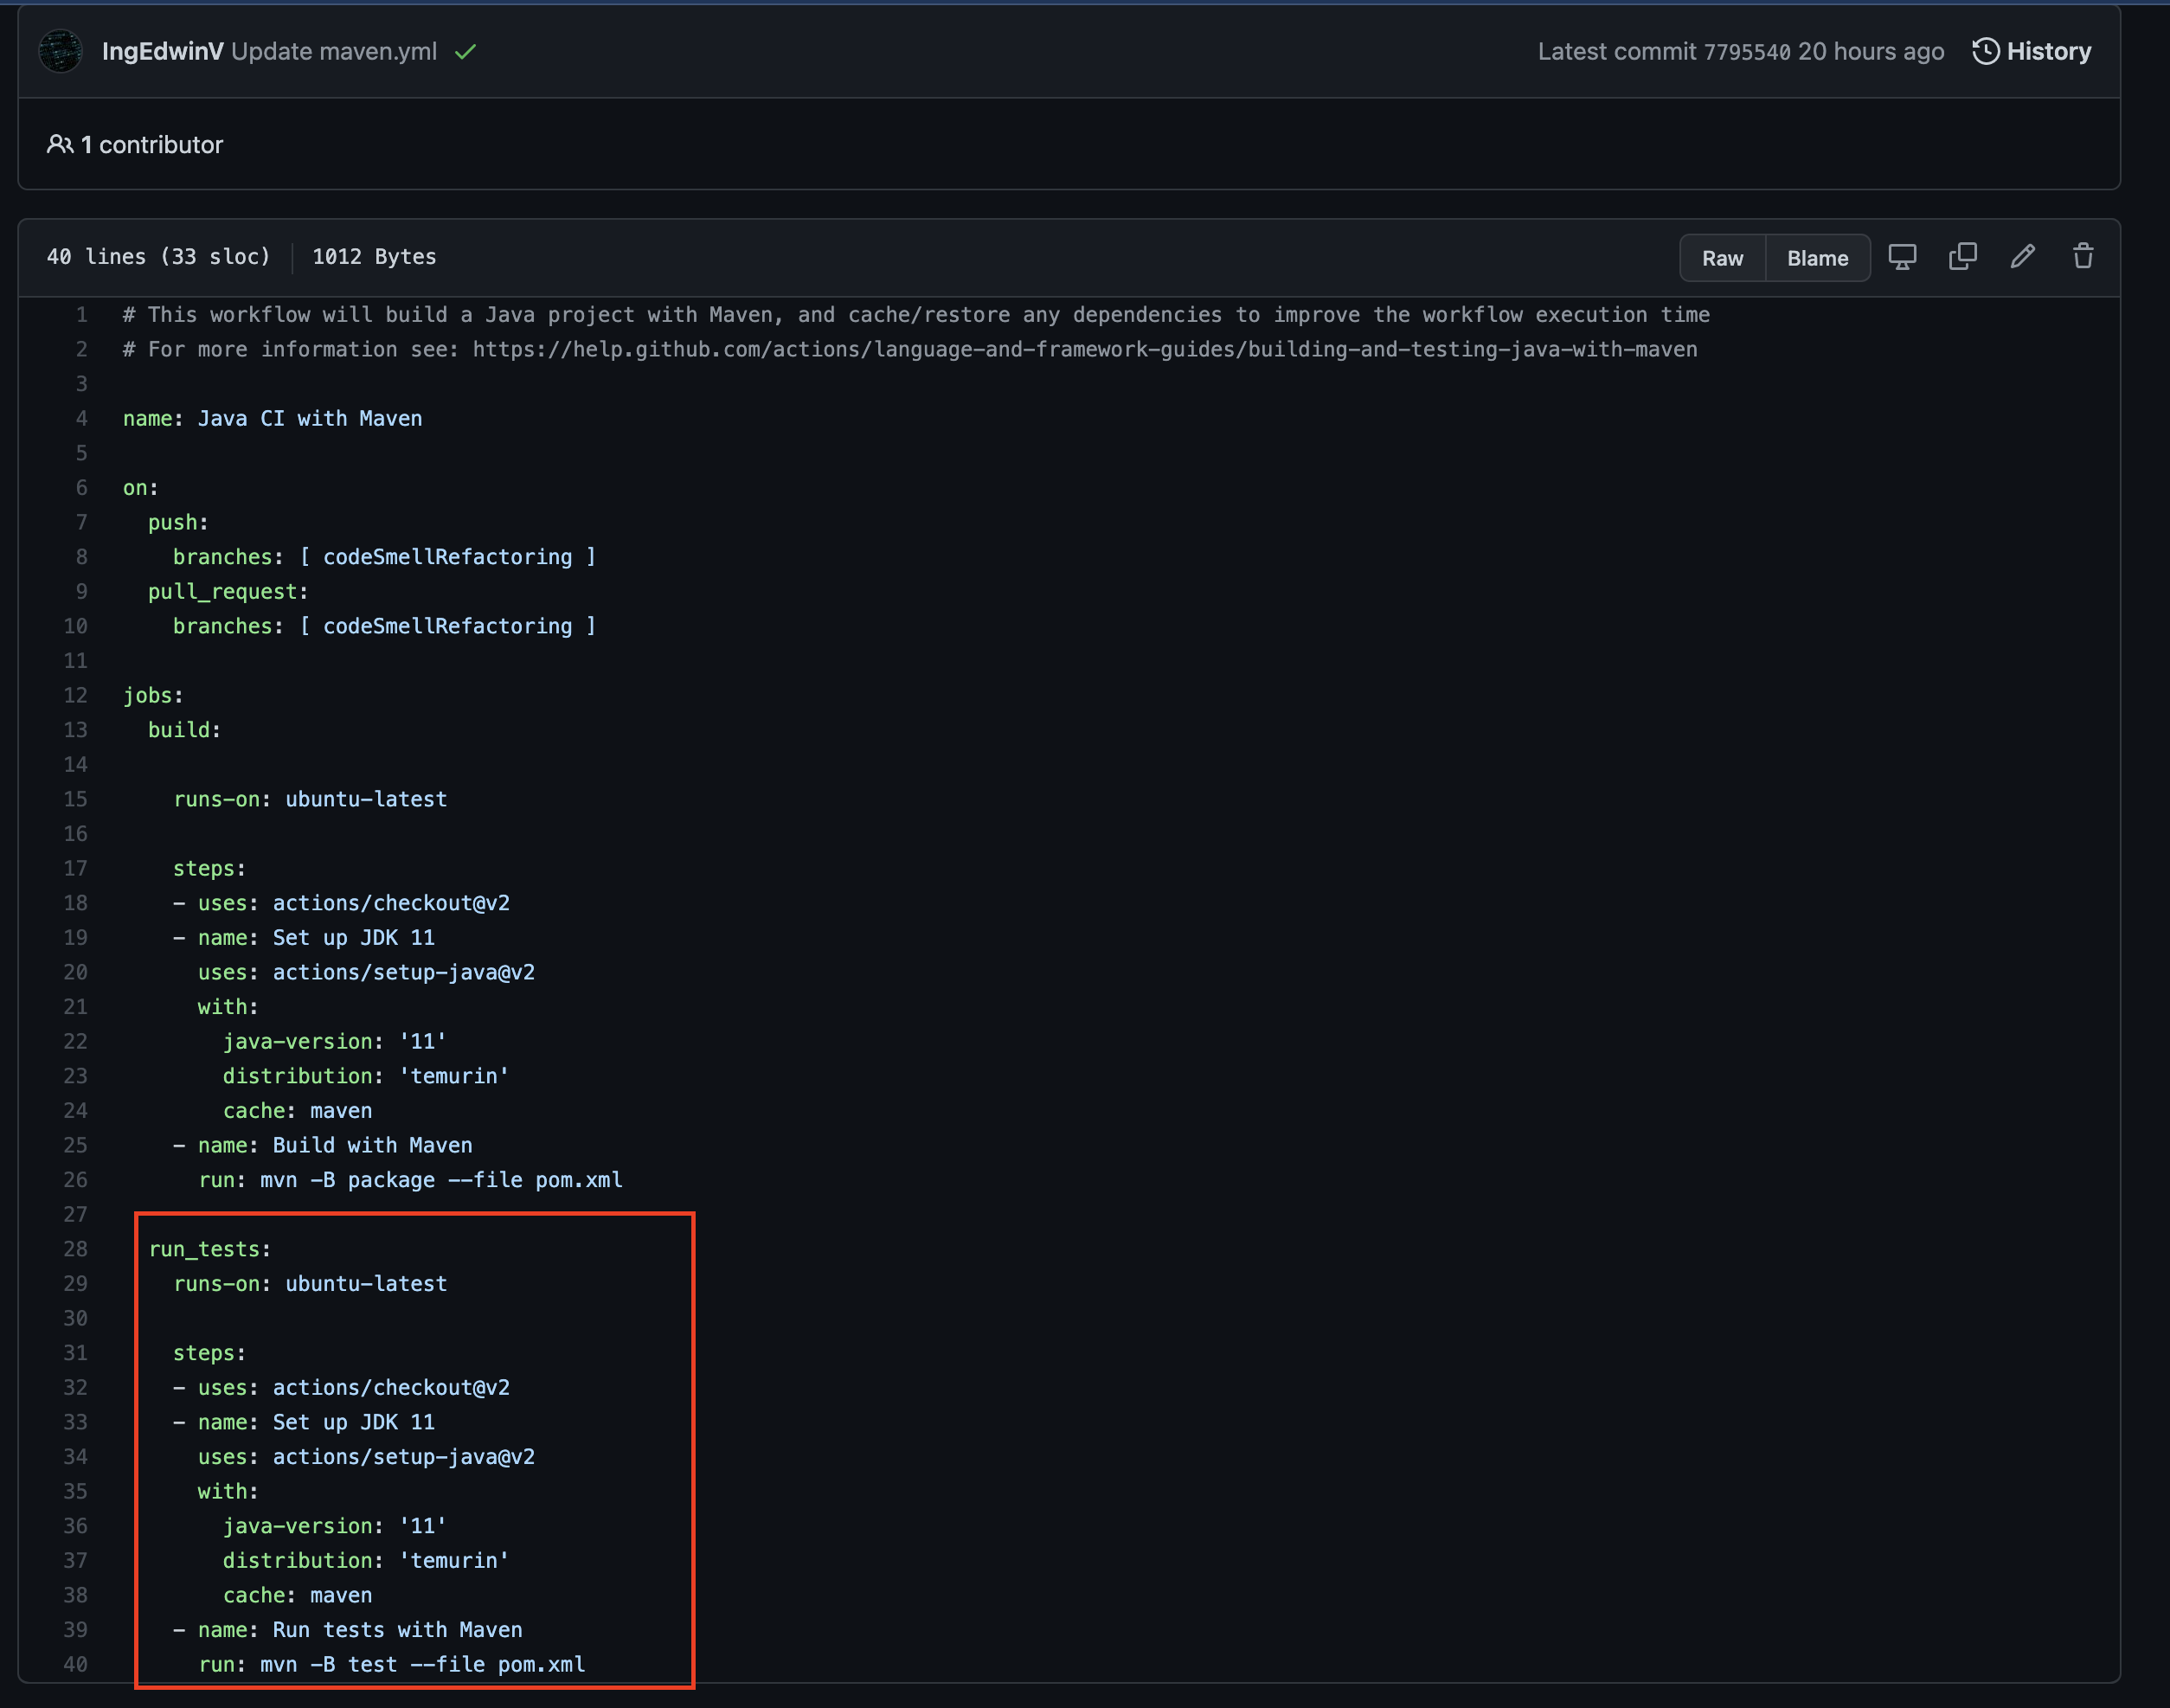 IngEdwinV Update maven.yml Latest commit 7795540 20 hours ago History
1 contributor
40 lines (33 sloc) 1012 Bytes Raw Blame
1 # This workflow will build a Java project with Maven, and cache/restore any dependencies to improve the workflow execution time
2 # For more information see: https://help.github.com/actions/language-and-framework-guides/building-and-testing-java-with-maven
3
4 name: Java CI with Maven
5
6 on:
7   push:
8     branches: [ codeSmellRefactoring ]
9   pull_request:
10     branches: [ codeSmellRefactoring ]
11
12 jobs:
13   build:
14
15     runs-on: ubuntu-latest
16
17     steps:
18     - uses: actions/checkout@v2
19     - name: Set up JDK 11
20       uses: actions/setup-java@v2
21       with:
22         java-version: '11'
23         distribution: 'temurin'
24         cache: maven
25     - name: Build with Maven
26       run: mvn -B package --file pom.xml
27
28   run_tests:
29     runs-on: ubuntu-latest
30
31     steps:
32     - uses: actions/checkout@v2
33     - name: Set up JDK 11
34       uses: actions/setup-java@v2
35       with:
36         java-version: '11'
37         distribution: 'temurin'
38         cache: maven
39     - name: Run tests with Maven
40       run: mvn -B test --file pom.xml